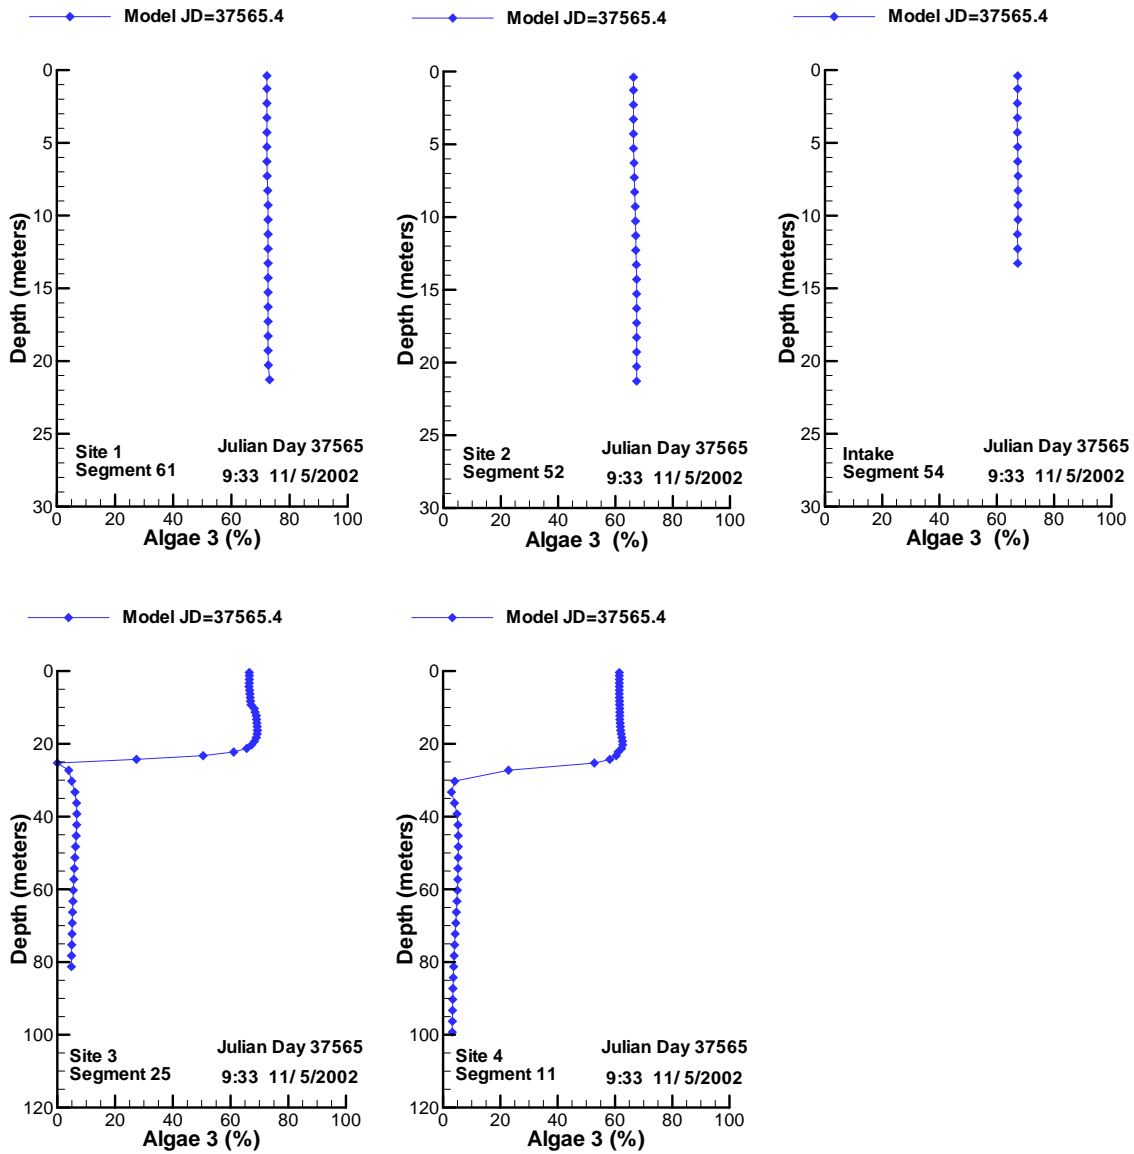 Model JD=37565.4
Model JD=37565.4
Model JD=37565.4
0
5
10
15
20
25
30
Depth (meters)
Site 1
Segment 61
Julian Day 37565
9:33 11/ 5/2002
0 20 40 60 80 100
Algae 3 (%)
0
5
10
15
20
25
30
Depth (meters)
Site 2
Segment 52
Julian Day 37565
9:33 11/ 5/2002
0 20 40 60 80 100
Algae 3 (%)
0
5
10
15
20
25
30
Depth (meters)
Intake
Segment 54
Julian Day 37565
9:33 11/ 5/2002
0 20 40 60 80 100
Algae 3 (%)
Model JD=37565.4
Model JD=37565.4
0
20
40
60
80
100
120
Depth (meters)
Site 3
Segment 25
Julian Day 37565
9:33 11/ 5/2002
0 20 40 60 80 100
Algae 3 (%)
0
20
40
60
80
100
120
Depth (meters)
Site 4
Segment 11
Julian Day 37565
9:33 11/ 5/2002
0 20 40 60 80 100
Algae 3 (%)